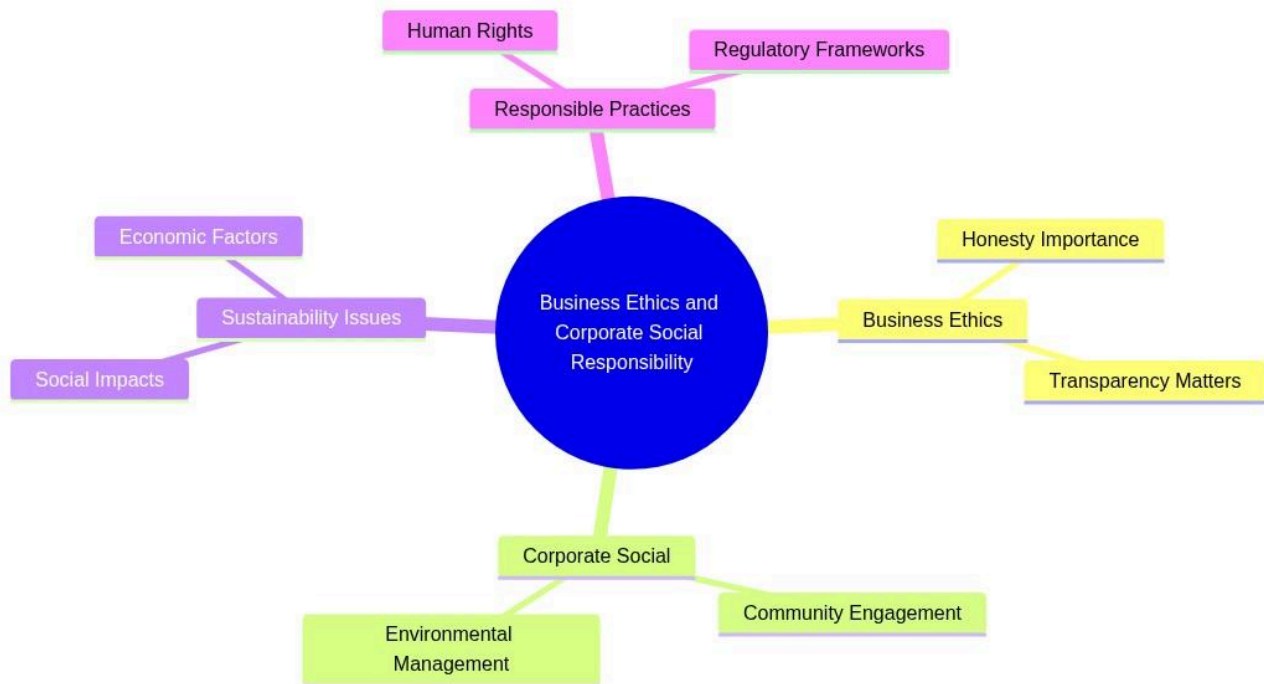 Human Rights
Regulatory Frameworks
Responsible Practices
Economic Factors
Honesty Importance
Sustainability Issues
Business Ethics and
Corporate Social
Responsibility
Business Ethics
Social Impacts
Transparency Matters
Corporate Social
Community Engagement
Environmental
Management